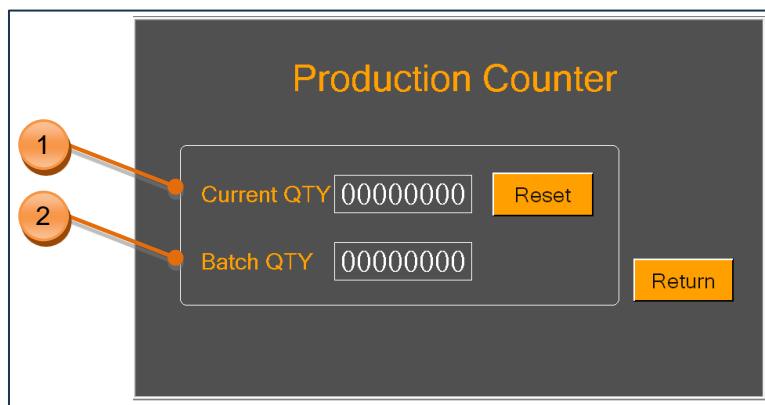 Production Counter
1
Current QTY 00000000 Reset
2
Batch QTY 00000000
Return